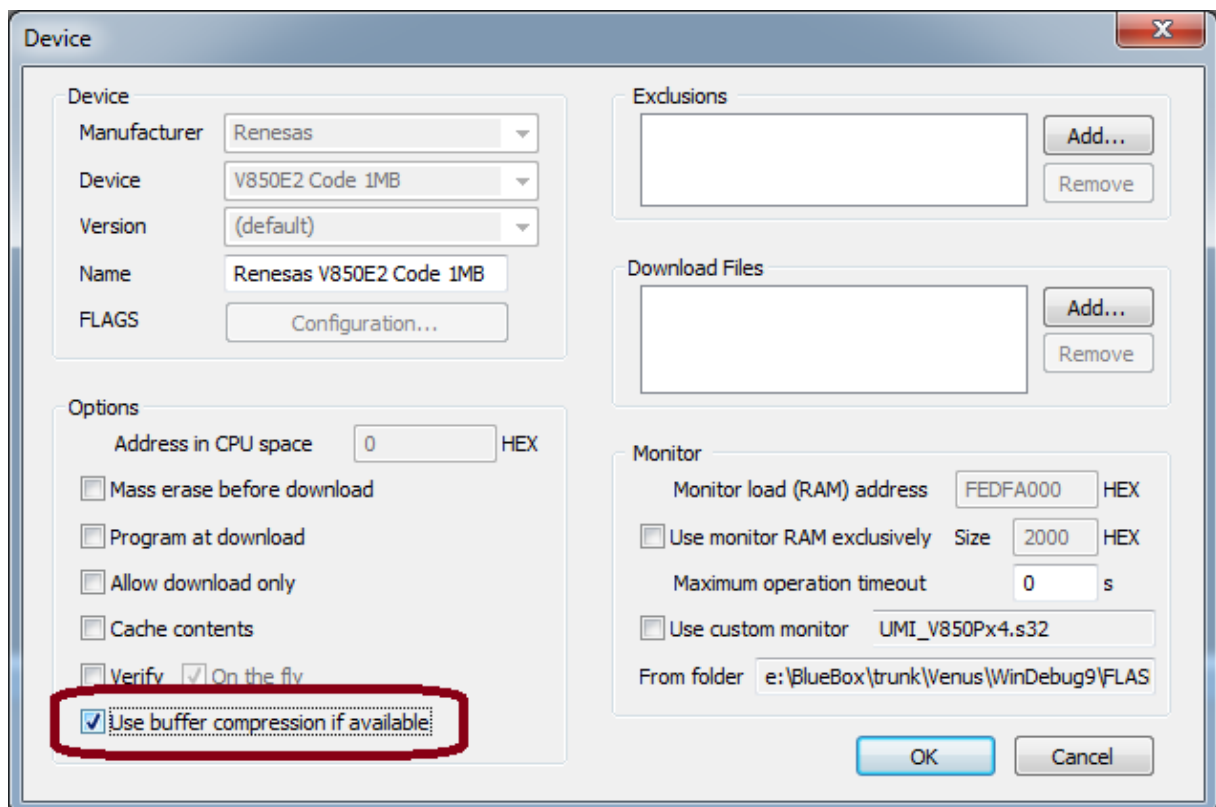 Device
X
Device
Manufacturer Renesas
Device V850E2 Code 1MB
Version (default)
Name Renesas V850E2 Code 1MB
FLAGS Configuration...
Options
Address in CPU space 0 HEX
Mass erase before download
Program at download
Allow download only
Cache contents
Verify On the fly
Use buffer compression if available
Exclusions
Add...
Remove
Download Files
Add...
Remove
Monitor
Monitor load (RAM) address FEDFA000 HEX
Use monitor RAM exclusively Size 2000 HEX
Maximum operation timeout 0 s
Use custom monitor UMI_V850Px4.s32
From folder e:\BlueBox\trunk\Venus\WinDebug9\FLAS
OK Cancel